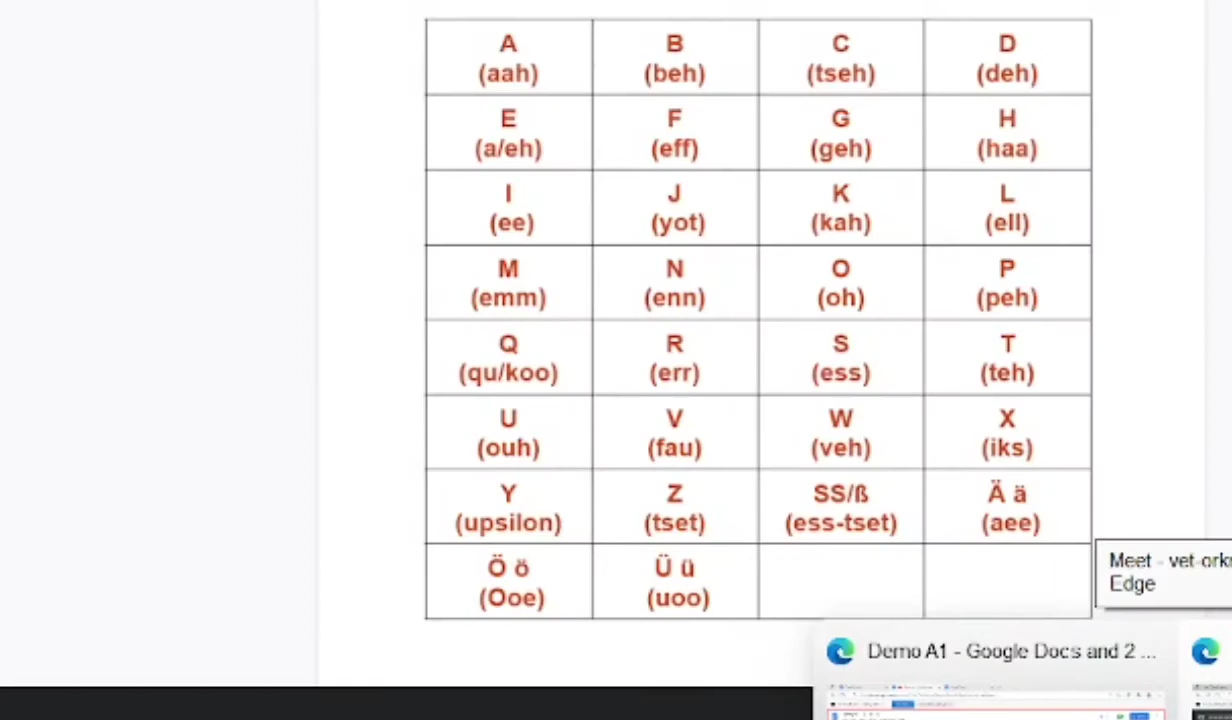 A B C D
(aah) (beh) (tseh) (deh)
E F G H
(a/eh) (eff) (geh) (haa)
I J K L
(ee) (yot) (kah) (ell)
M N O P
(emm) (enn) (oh) (peh)
Q R S T
(qu/koo) (err) (ess) (teh)
U V W X
(ouh) (fau) (veh) (iks)
Y Z SS/ß Ä ä
(upsilon) (tset) (ess-tset) (aee)
Ö ö Ü ü
(Ooe) (uoo)
Meet - vet-ork
Edge
Demo A1 - Google Docs and 2 ...